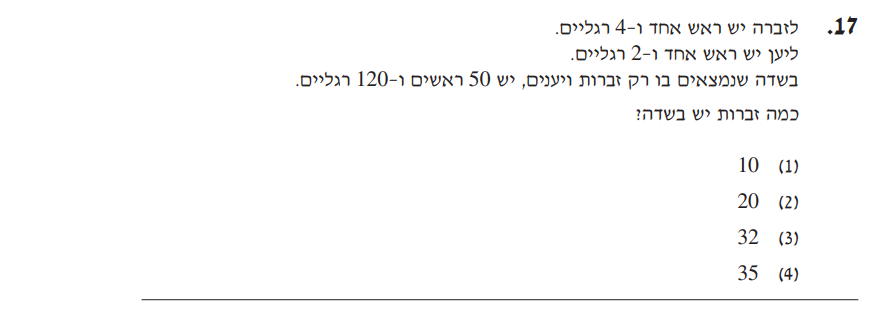 17. לזברה יש ראש אחד ו-4 רגליים.
ליען יש ראש אחד ו-2 רגליים.
בשדה שנמצאים בו רק זברות ויענים, יש 50 ראשים ו-120 רגליים.
כמה זברות יש בשדה?
(1) 10
(2) 20
(3) 32
(4) 35